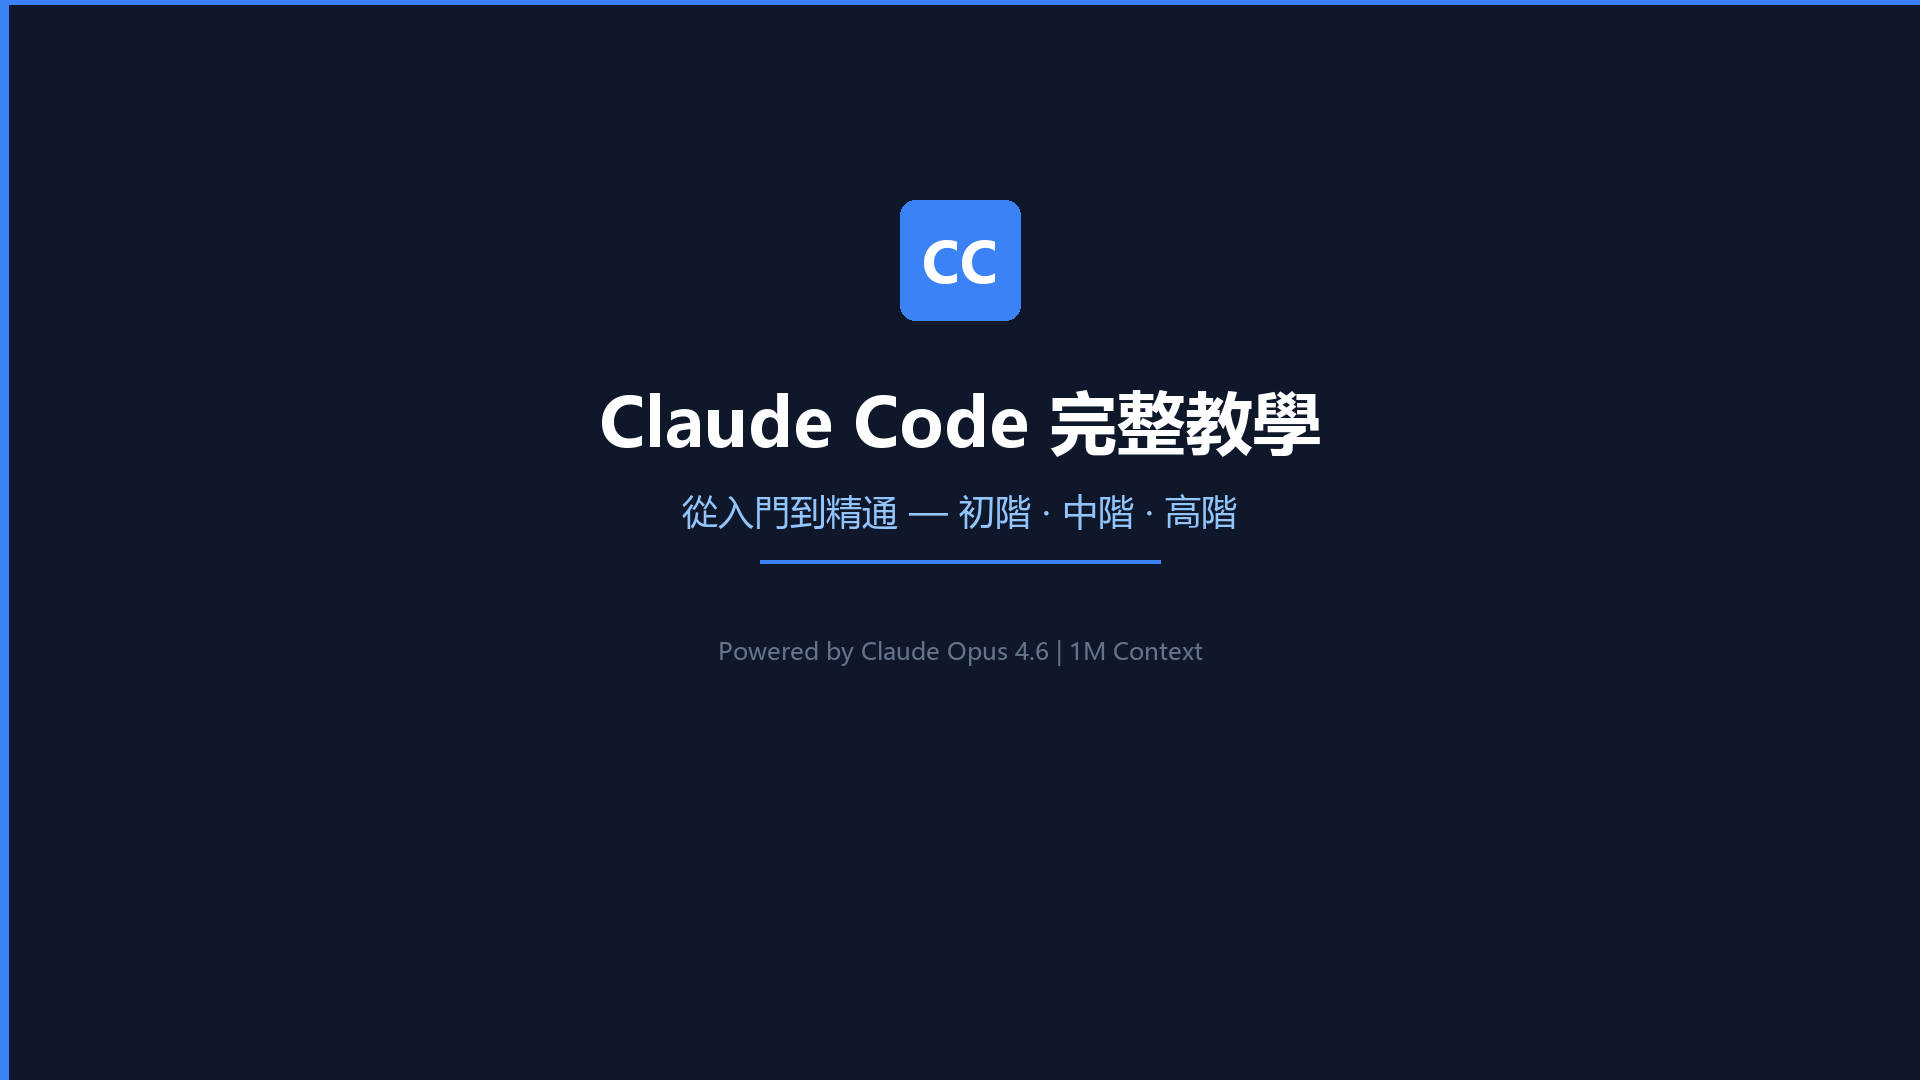 CC
Claude Code 完整教學
從入門到精通 — 初階 · 中階 · 高階
Powered by Claude Opus 4.6 | 1M Context